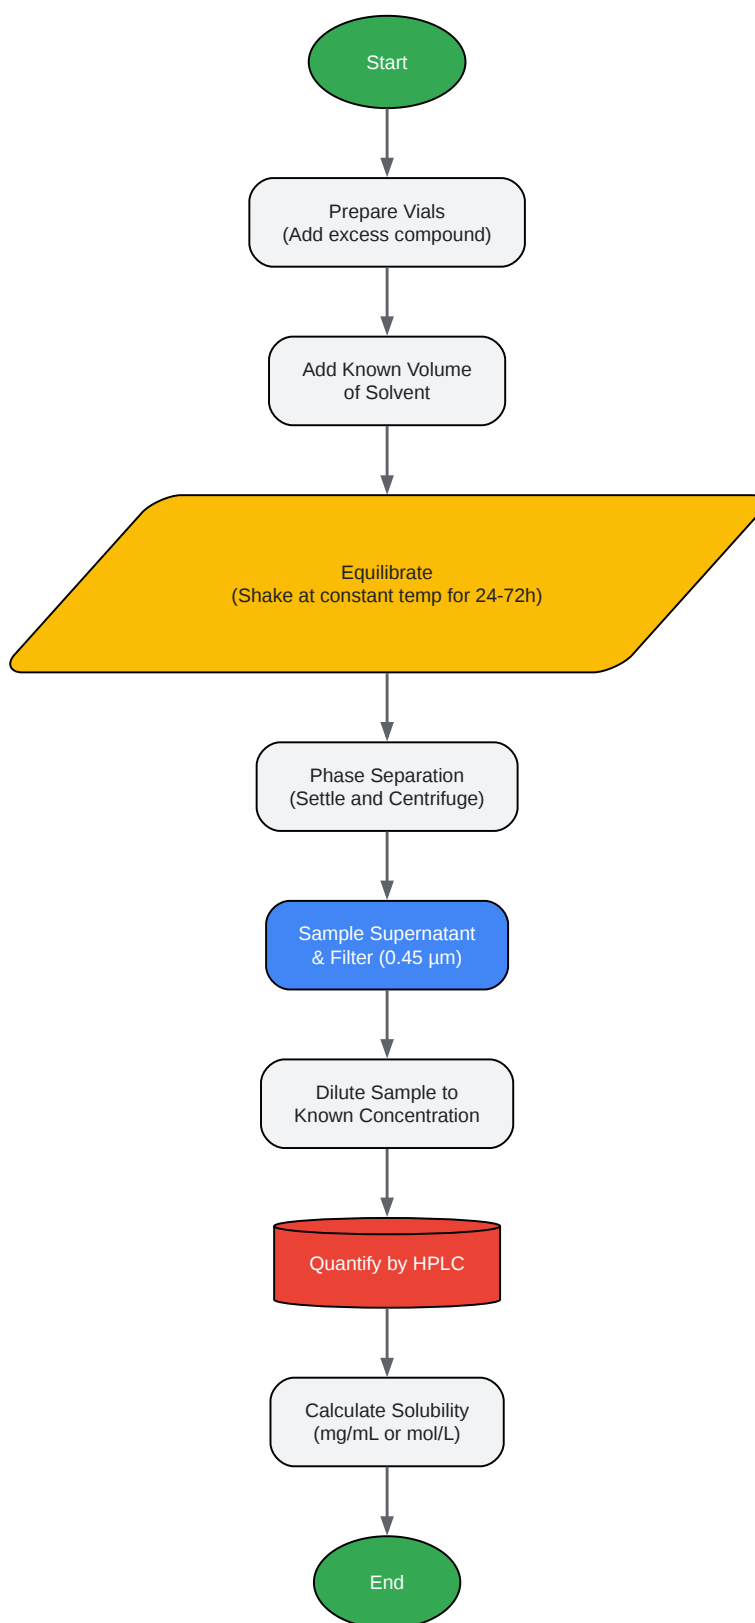 Start
Prepare Vials
(Add excess compound)
Add Known Volume
of Solvent
Equilibrate
(Shake at constant temp for 24-72h)
Phase Separation
(Settle and Centrifuge)
Sample Supernatant
& Filter (0.45 µm)
Dilute Sample to
Known Concentration
Quantify by HPLC
Calculate Solubility
(mg/mL or mol/L)
End